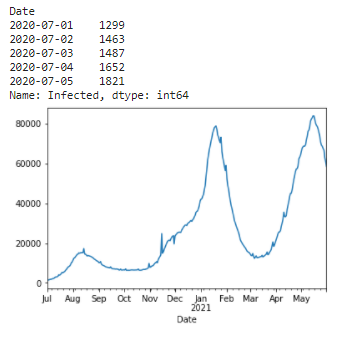 Date
2020-07-01    1299
2020-07-02    1463
2020-07-03    1487
2020-07-04    1652
2020-07-05    1821
Name: Infected, dtype: int64
80000
60000
40000
20000
0
Jul Aug Sep Oct Nov Dec Jan Feb Mar Apr May
2021
Date